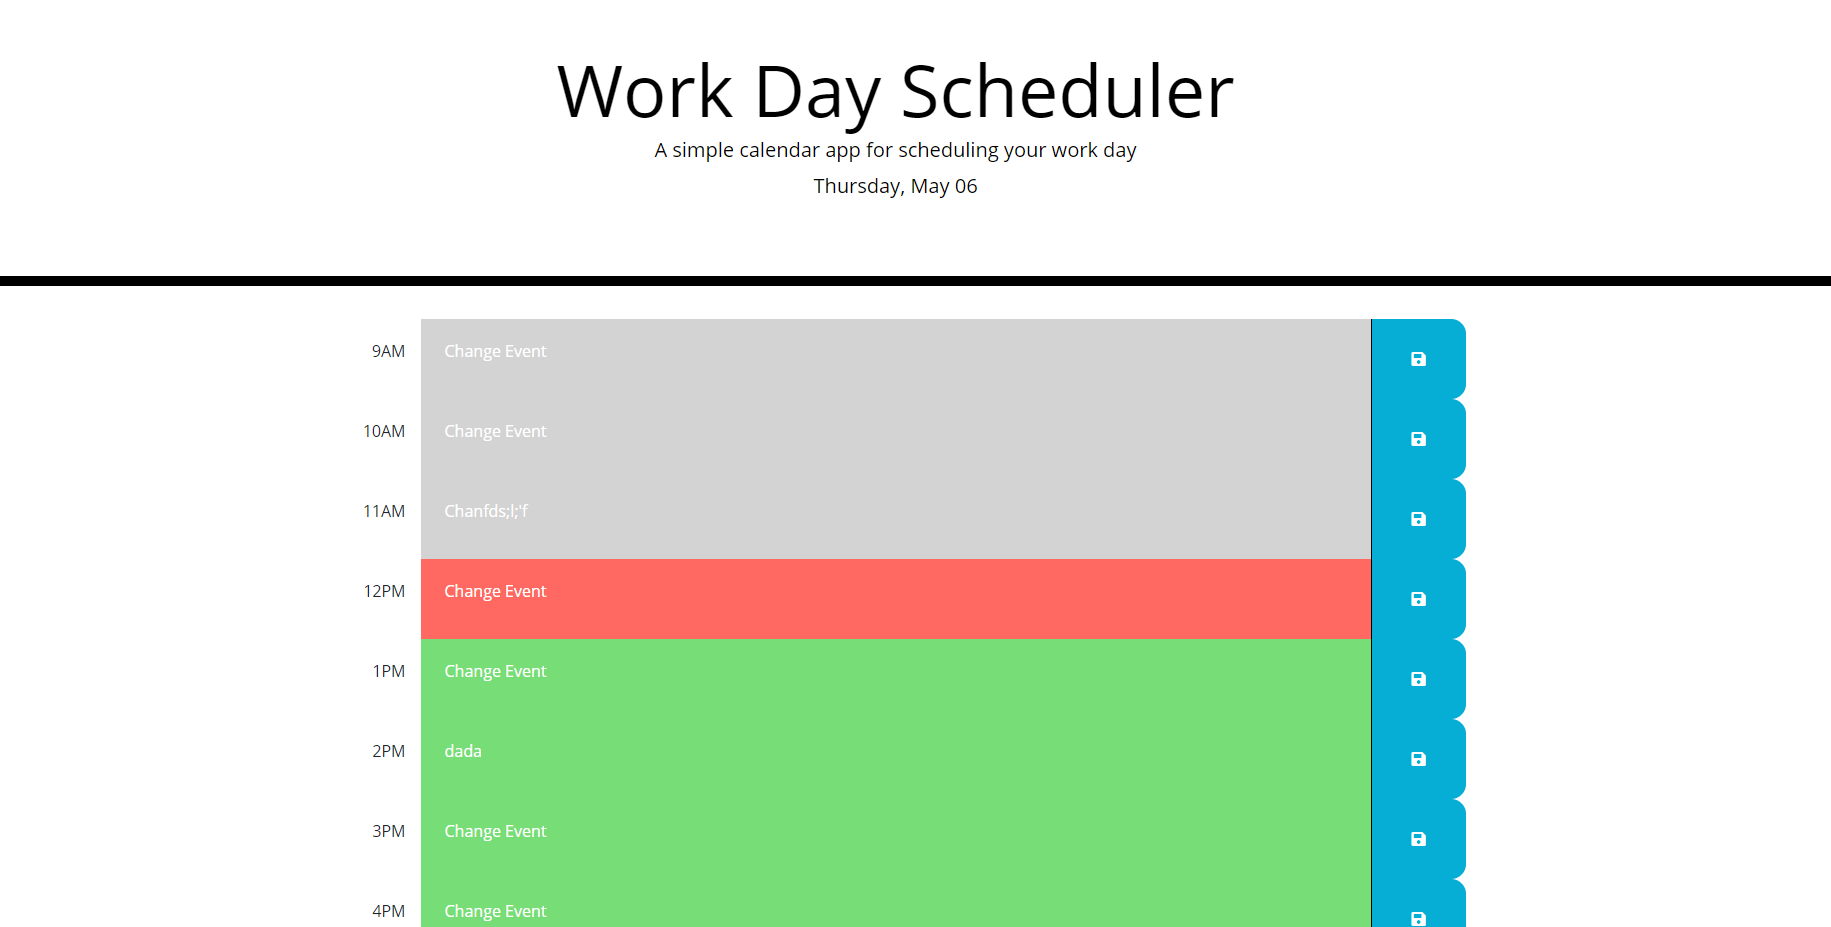 Work Day Scheduler
A simple calendar app for scheduling your work day
Thursday, May 06
9AM Change Event
10AM Change Event
11AM Chanfds;l;'f
12PM Change Event
1PM Change Event
2PM dada
3PM Change Event
4PM Change Event